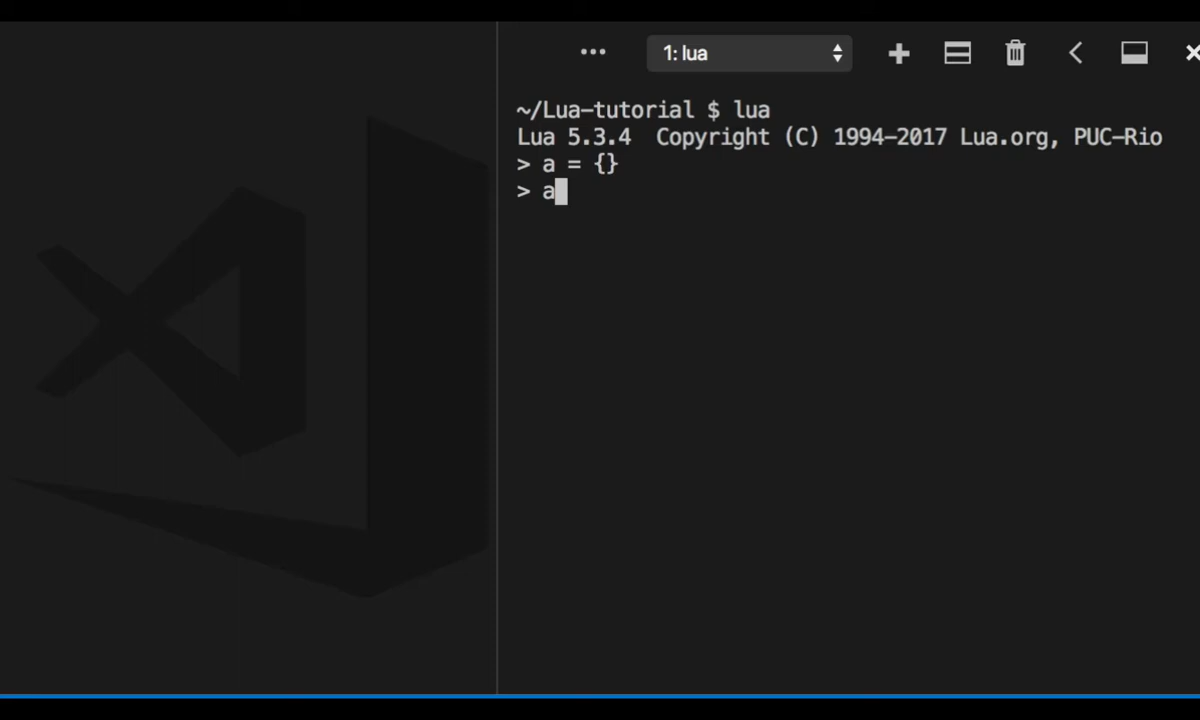 1: lua
~/Lua-tutorial $ lua
Lua 5.3.4  Copyright (C) 1994-2017 Lua.org, PUC-Rio
> a = {}
> a